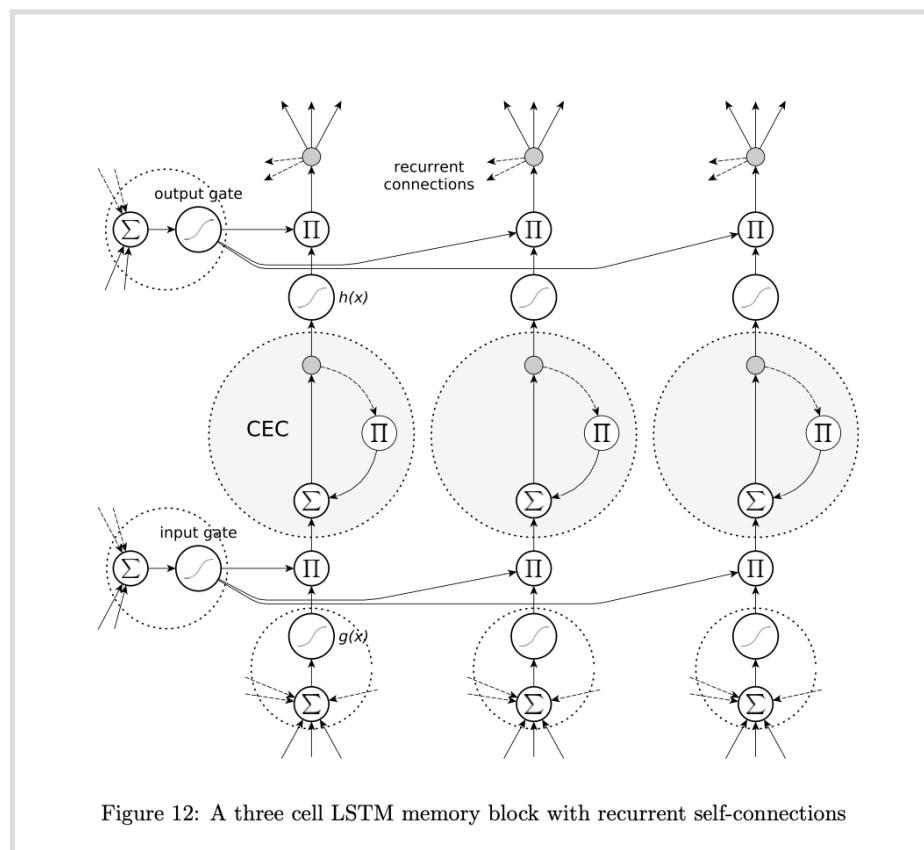 recurrent
connections
output gate
Σ
Π
Π
Π
h(x)
CEC
Π
Π
Π
Σ
Σ
Σ
input gate
Σ
Π
Π
Π
g(x)
Σ
Σ
Σ
Figure 12: A three cell LSTM memory block with recurrent self-connections